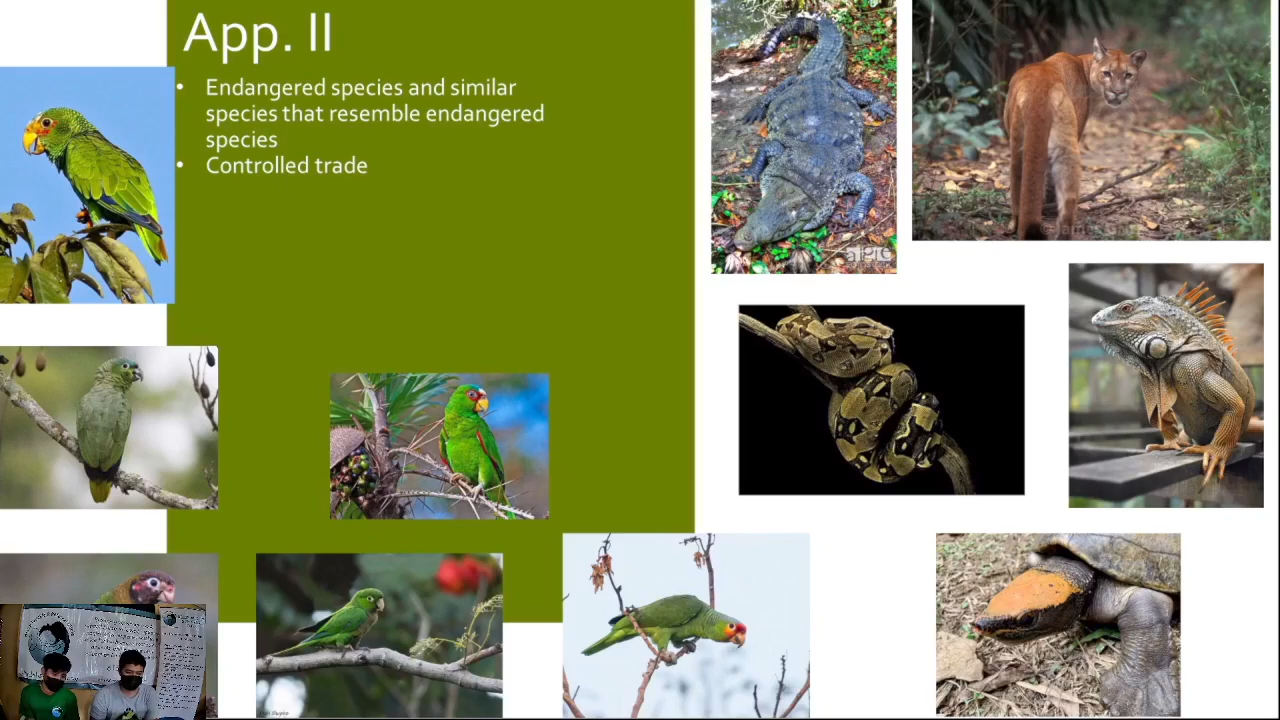 App. II
• Endangered species and similar
species that resemble endangered
species
• Controlled trade